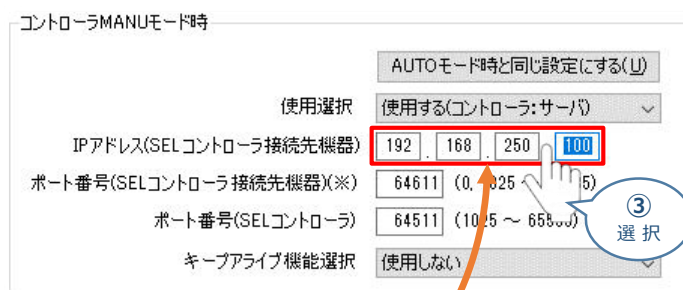 コントローラMANUモード時
AUTOモード時と同じ設定にする(U)
使用選択 使用する(コントローラ:サーバ)
IPアドレス(SELコントローラ接続先機器) 192 . 168 . 250 . 100
ポート番号(SELコントローラ接続先機器)(※) 64611 (0,
ポート番号(SELコントローラ) 64511 (1025 ～
キープアライブ機能選択 使用しない
③
選択